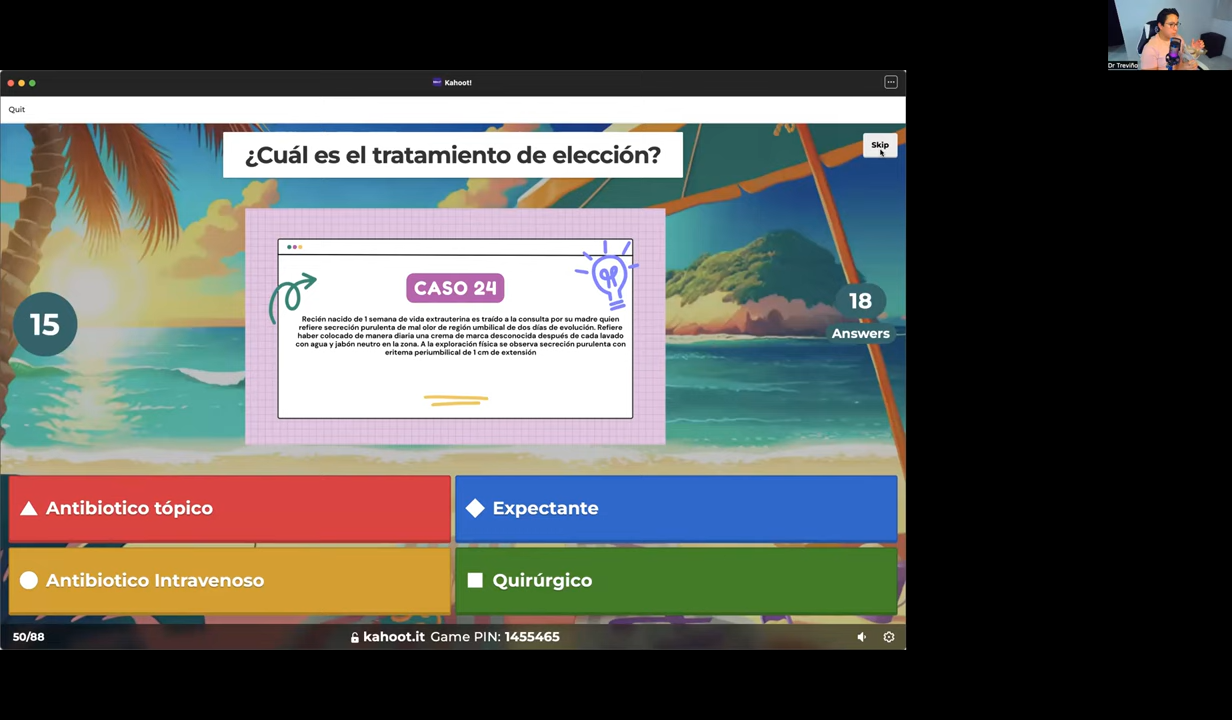 Dr Treviño
Kahoot!
Quit
¿Cuál es el tratamiento de elección?
Skip
CASO 24
Recién nacido de 1 semana de vida extrauterina es traído a la consulta por su madre quien
refiere secreción purulenta de mal olor de región umbilical de dos días de evolución. Refiere
haber colocado de manera diaria una crema de marca desconocida después de cada lavado
con agua y jabón neutro en la zona. A la exploración física se observa secreción purulenta con
eritema periumbilical de 1 cm de extensión
15
18
Answers
Antibiotico tópico
Expectante
Antibiotico Intravenoso
Quirúrgico
50/88
kahoot.it Game PIN: 1455465